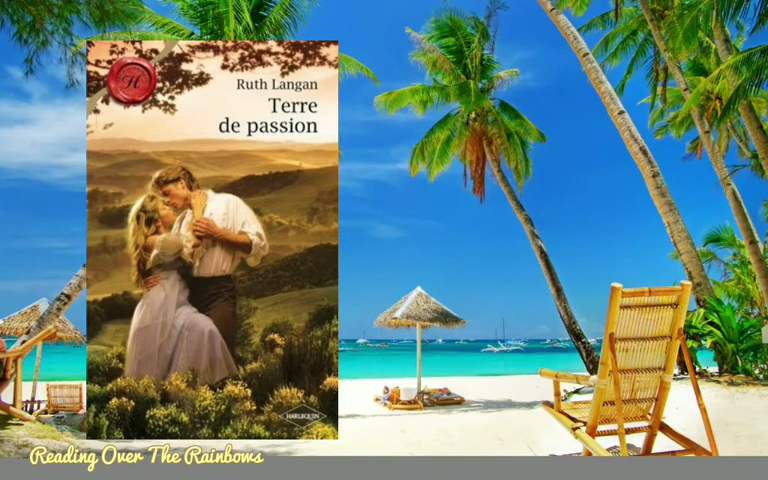 H
Ruth Langan
Terre
de passion
HARLEQUIN
Reading Over The Rainbows